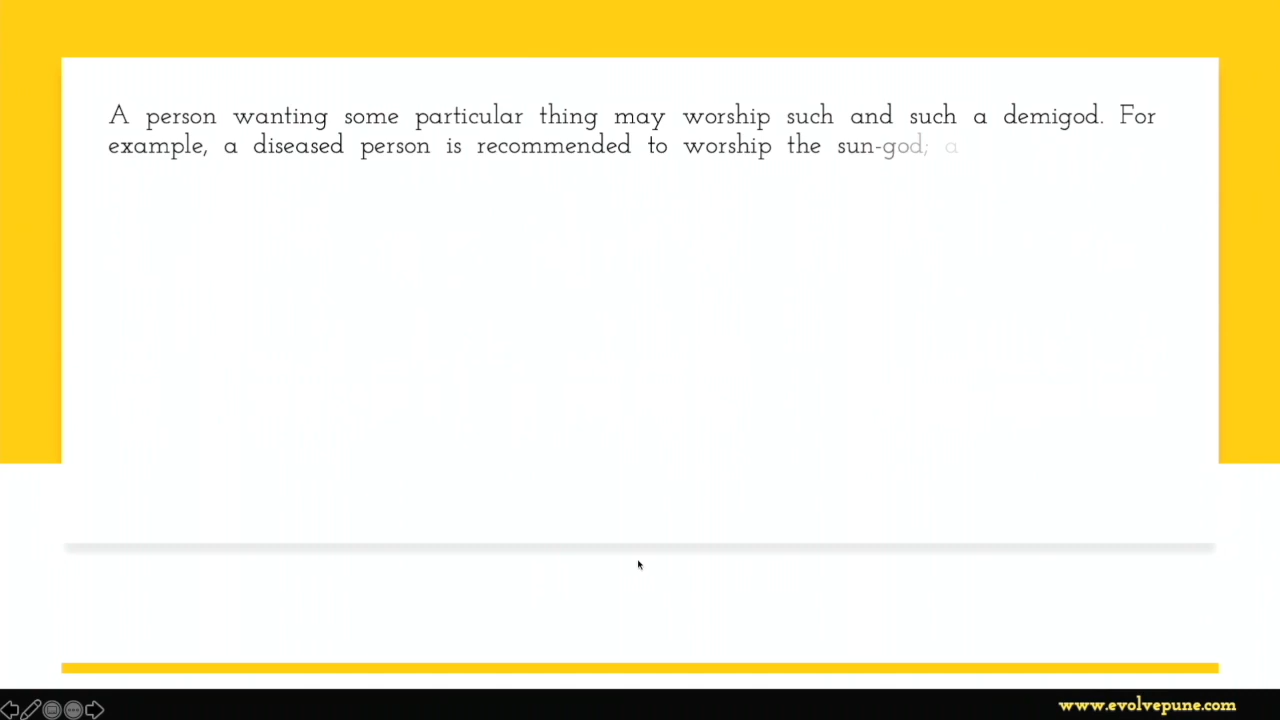 A person wanting some particular thing may worship such and such a demigod. For
example, a diseased person is recommended to worship the sun-god; a
www.evolvepune.com